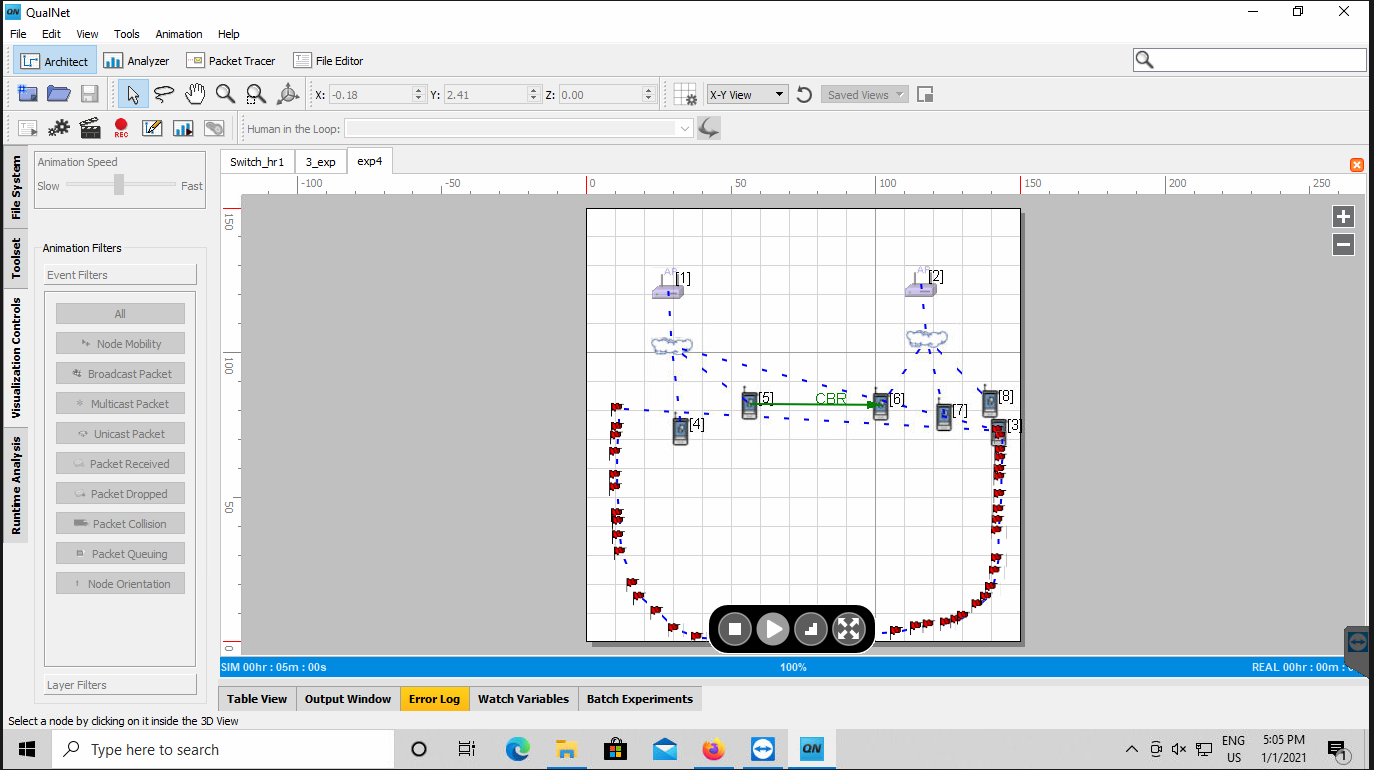 QN QualNet
File Edit View Tools Animation Help
Architect Analyzer Packet Tracer File Editor
X: -0.18 Y: 2.41 Z: 0.00 X-Y View Saved Views
REC Human in the Loop:
File System
Toolset
Visualization Controls
Runtime Analysis
Animation Speed
Slow Fast
Animation Filters
Event Filters
All
Node Mobility
Broadcast Packet
Multicast Packet
Unicast Packet
Packet Received
Packet Dropped
Packet Collision
Packet Queuing
Node Orientation
Layer Filters
Switch_hr1 3_exp exp4
-100 -50 0 50 100 150 200 250
150
100
50
0
AP [1]
AP [2]
[8]
[5] CBR [6]
[7]
[4] [3]
SIM 00hr : 05m : 00s 100% REAL 00hr : 00m :
Table View Output Window Error Log Watch Variables Batch Experiments
Select a node by clicking on it inside the 3D View
Type here to search
QN
ENG
US
5:05 PM
1/1/2021
1